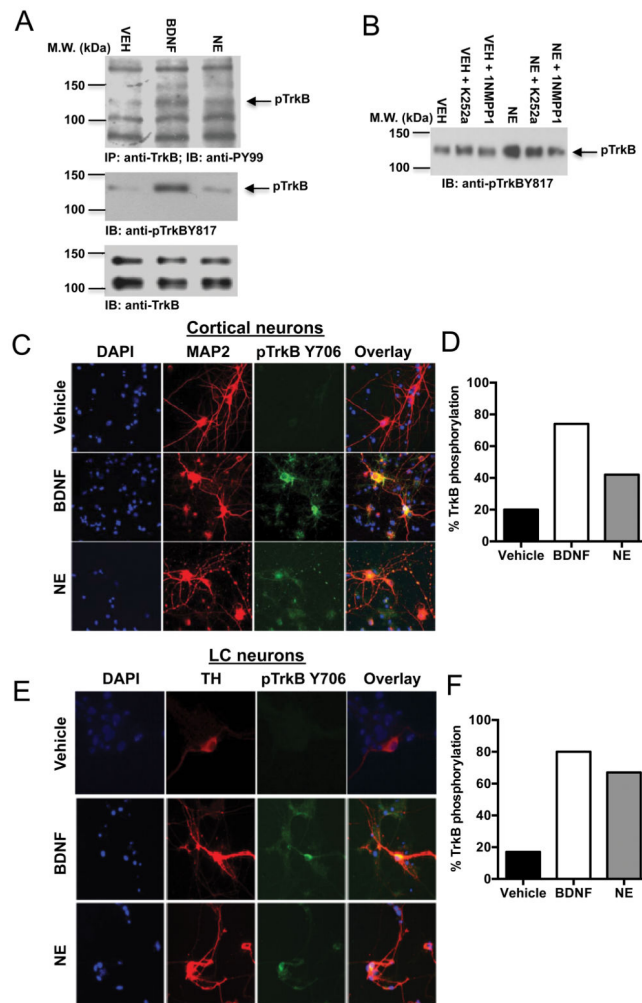 A
VEH
BDNF
NE
M.W. (kDa)
150
100
pTrkB
IP: anti-TrkB; IB: anti-PY99
100
pTrkB
IB: anti-pTrkBY817
150
100
IB: anti-TrkB
B
VEH
VEH + K252a
VEH + 1NMPP1
NE
NE + K252a
NE + 1NMPP1
M.W. (kDa)
150
100
pTrkB
IB: anti-pTrkBY817
C
Cortical neurons
DAPI MAP2 pTrkB Y706 Overlay
Vehicle
BDNF
NE
D
% TrkB phosphorylation
100
80
60
40
20
0
Vehicle BDNF NE
E
LC neurons
DAPI TH pTrkB Y706 Overlay
Vehicle
BDNF
NE
F
% TrkB phosphorylation
100
80
60
40
20
0
Vehicle BDNF NE